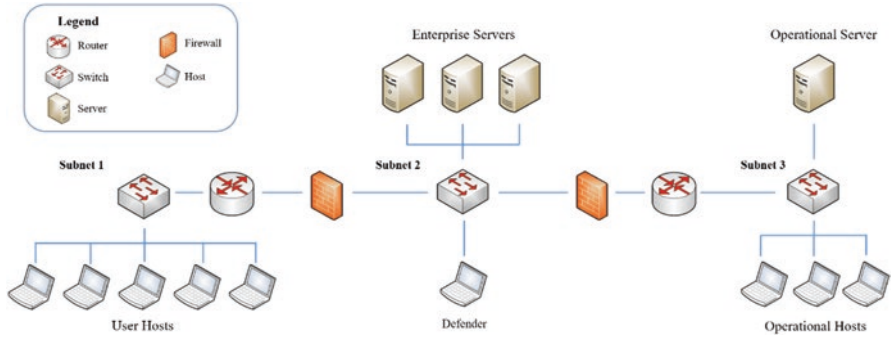 Legend
Router
Firewall
Switch
Host
Server
Enterprise Servers
Operational Server
Subnet 1
Subnet 2
Subnet 3
User Hosts
Defender
Operational Hosts